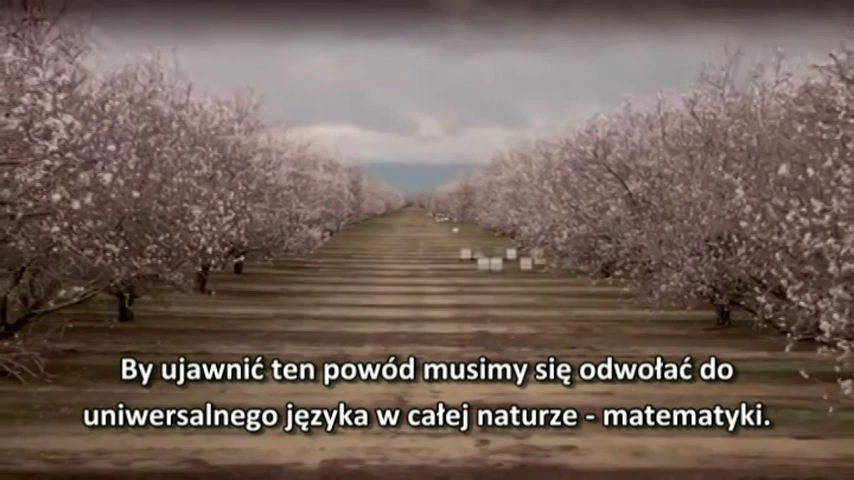 By ujawnić ten powód musimy się odwołać do
uniwersalnego języka w całej naturze - matematyki.